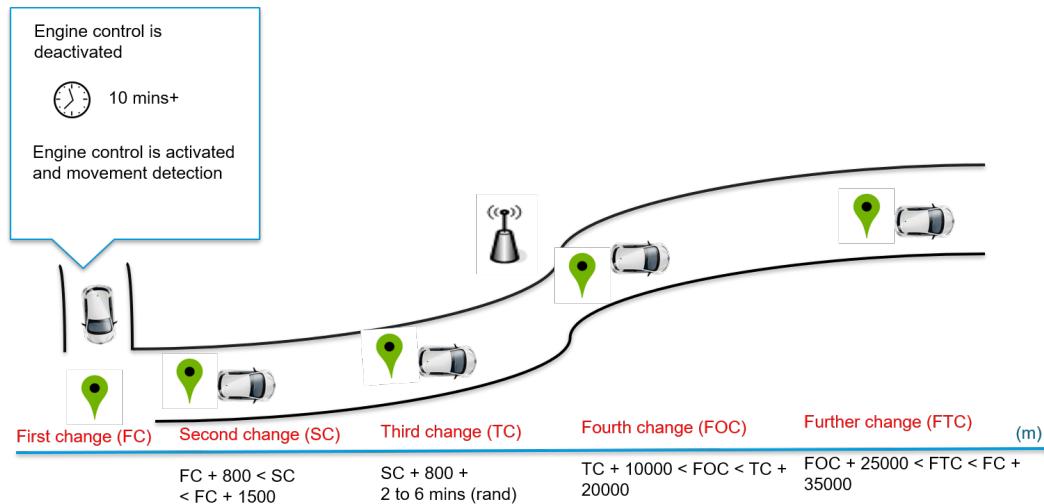 Engine control is
deactivated
10 mins+
Engine control is activated
and movement detection
First change (FC)
Second change (SC)
Third change (TC)
Fourth change (FOC)
Further change (FTC)
(m)
FC + 800 < SC
< FC + 1500
SC + 800 +
2 to 6 mins (rand)
TC + 10000 < FOC < TC +
20000
FOC + 25000 < FTC < FC +
35000